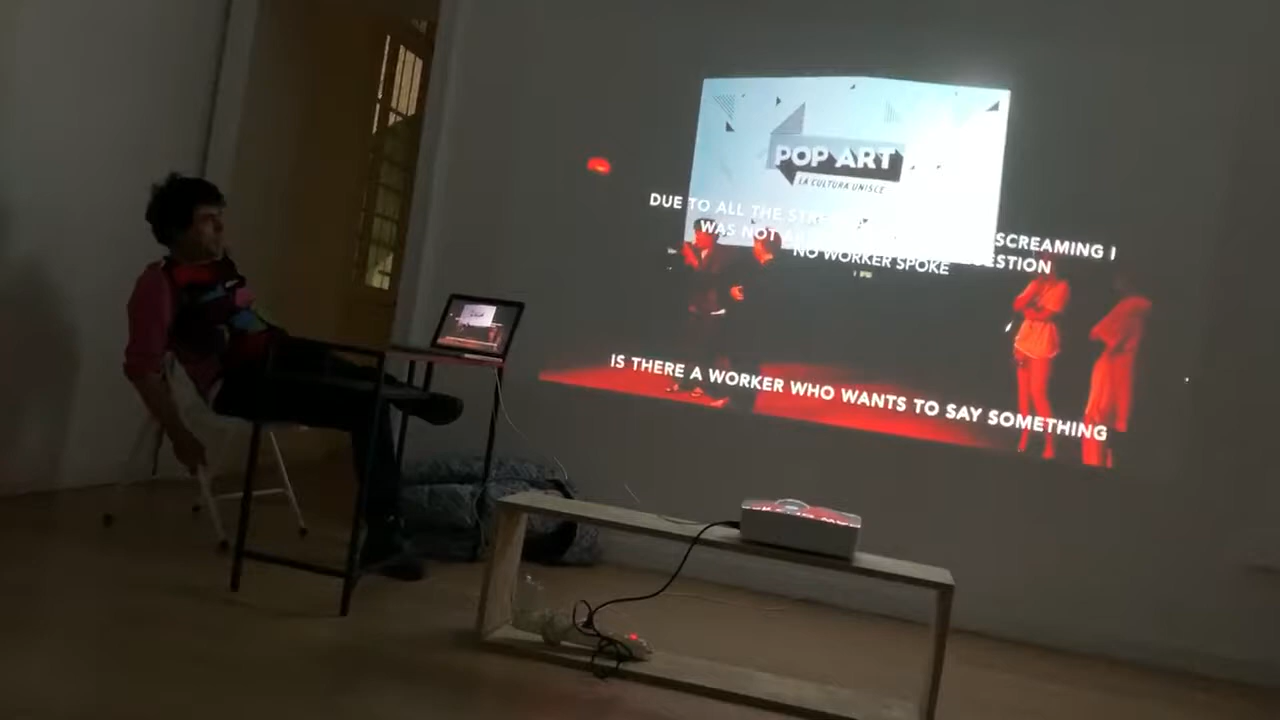 POP ART
LA CULTURA UNISCE
DUE TO ALL THE SCREAMING I
WAS NOT
NO WORKER SPOKE
IS THERE A WORKER WHO WANTS TO SAY SOMETHING